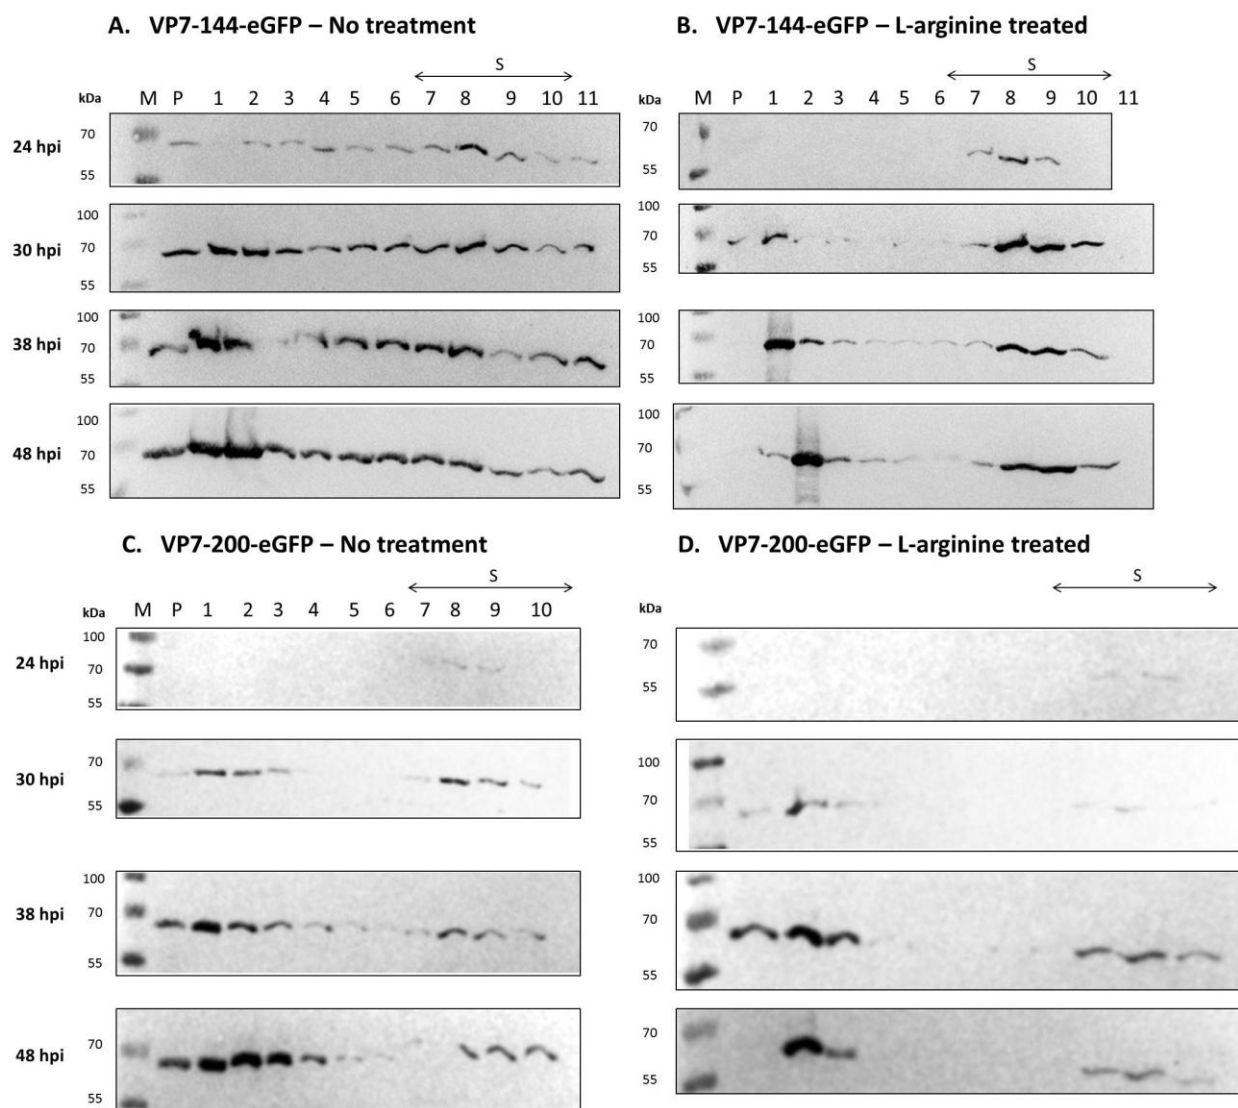 A. VP7-144-eGFP – No treatment
S
kDa M P 1 2 3 4 5 6 7 8 9 10 11
24 hpi
70
55
30 hpi
100
70
55
38 hpi
100
70
55
48 hpi
100
70
55
B. VP7-144-eGFP – L-arginine treated
S
kDa M P 1 2 3 4 5 6 7 8 9 10 11
70
55
100
70
55
100
70
55
100
70
55
C. VP7-200-eGFP – No treatment
S
kDa M P 1 2 3 4 5 6 7 8 9 10
24 hpi
100
70
55
30 hpi
70
55
38 hpi
100
70
55
48 hpi
70
55
D. VP7-200-eGFP – L-arginine treated
S
kDa
70
55
100
70
55
100
70
55
70
55